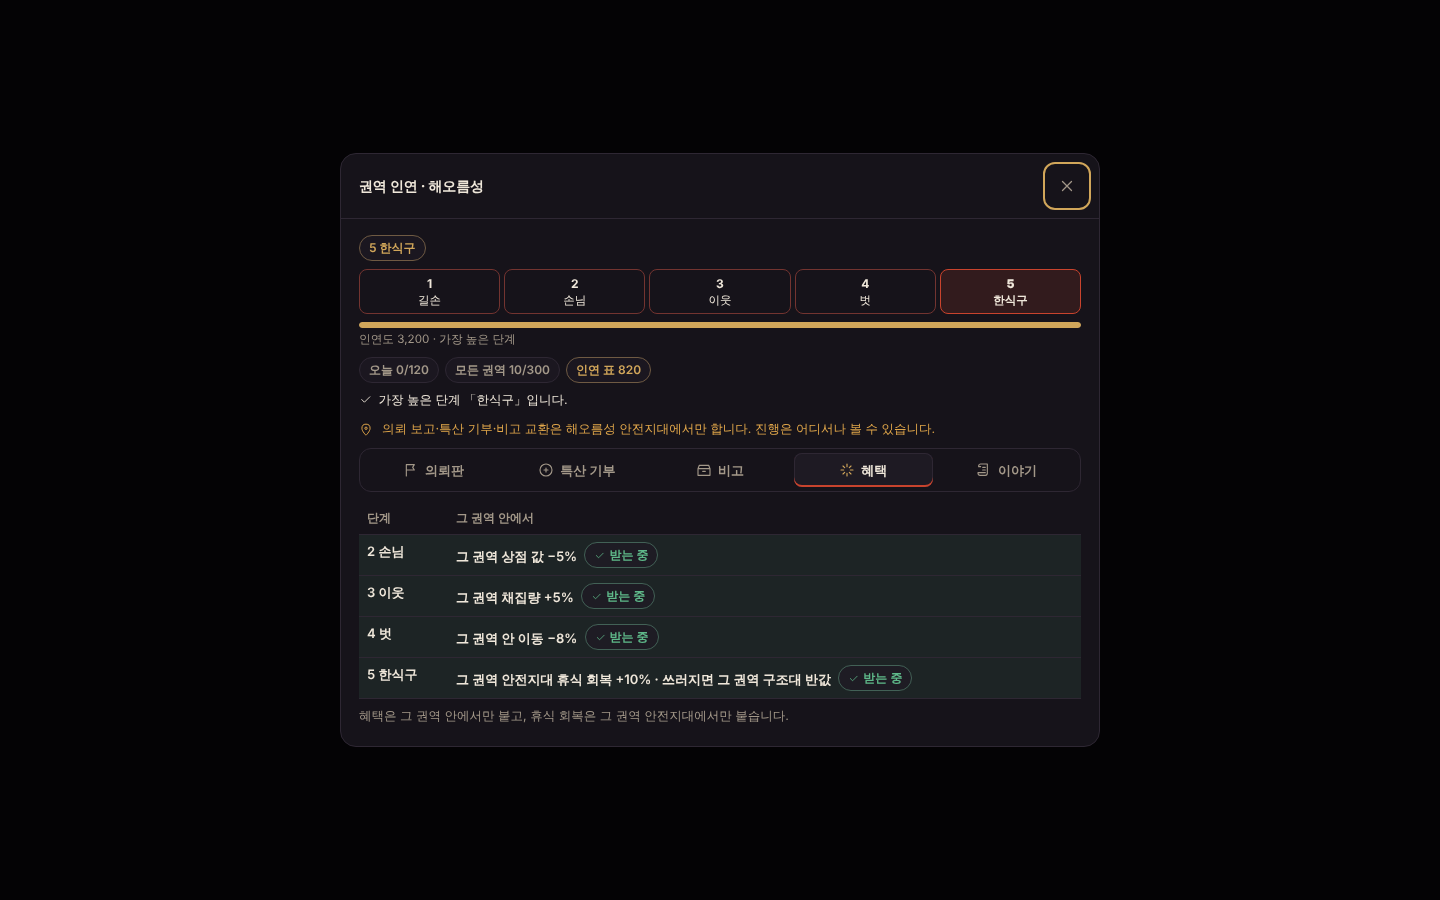 권역 인연 · 해오름성
5 한식구
1 2 3 4 5
길손 손님 이웃 벗 한식구
인연도 3,200 · 가장 높은 단계
오늘 0/120 모든 권역 10/300 인연 표 820
가장 높은 단계 「한식구」입니다.
의뢰 보고·특산 기부·비고 교환은 해오름성 안전지대에서만 합니다. 진행은 어디서나 볼 수 있습니다.
의뢰판 특산 기부 비고 혜택 이야기
단계 그 권역 안에서
2 손님 그 권역 상점 값 −5% 받는 중
3 이웃 그 권역 채집량 +5% 받는 중
4 벗 그 권역 안 이동 −8% 받는 중
5 한식구 그 권역 안전지대 휴식 회복 +10% · 쓰러지면 그 권역 구조대 반값 받는 중
혜택은 그 권역 안에서만 붙고, 휴식 회복은 그 권역 안전지대에서만 붙습니다.